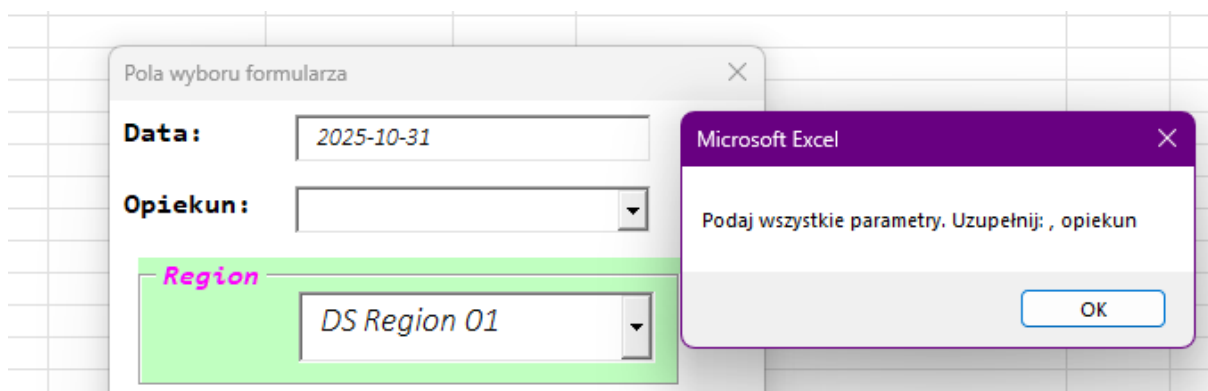 Pola wyboru formularza
Data:
2025-10-31
Opiekun:
Region
DS Region 01
Microsoft Excel
Podaj wszystkie parametry. Uzupełnij: , opiekun
OK